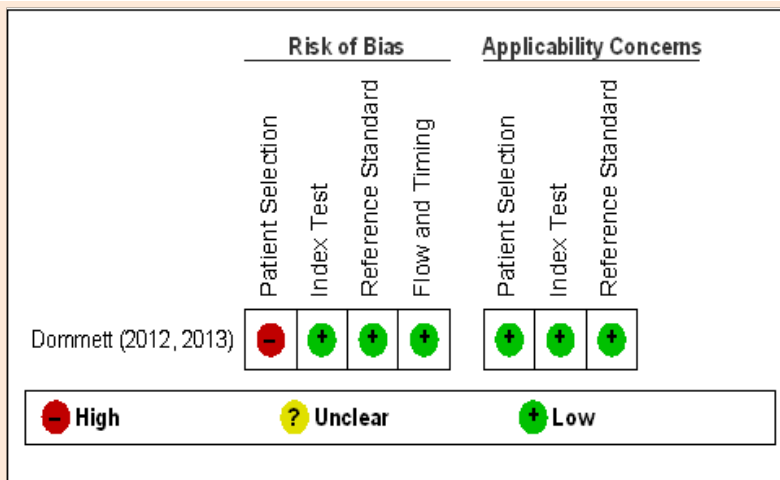 Risk of Bias
Applicability Concerns
Patient Selection
Index Test
Reference Standard
Flow and Timing
Patient Selection
Index Test
Reference Standard
Dommett (2012, 2013)
– + + + + + +
– High
? Unclear
+ Low